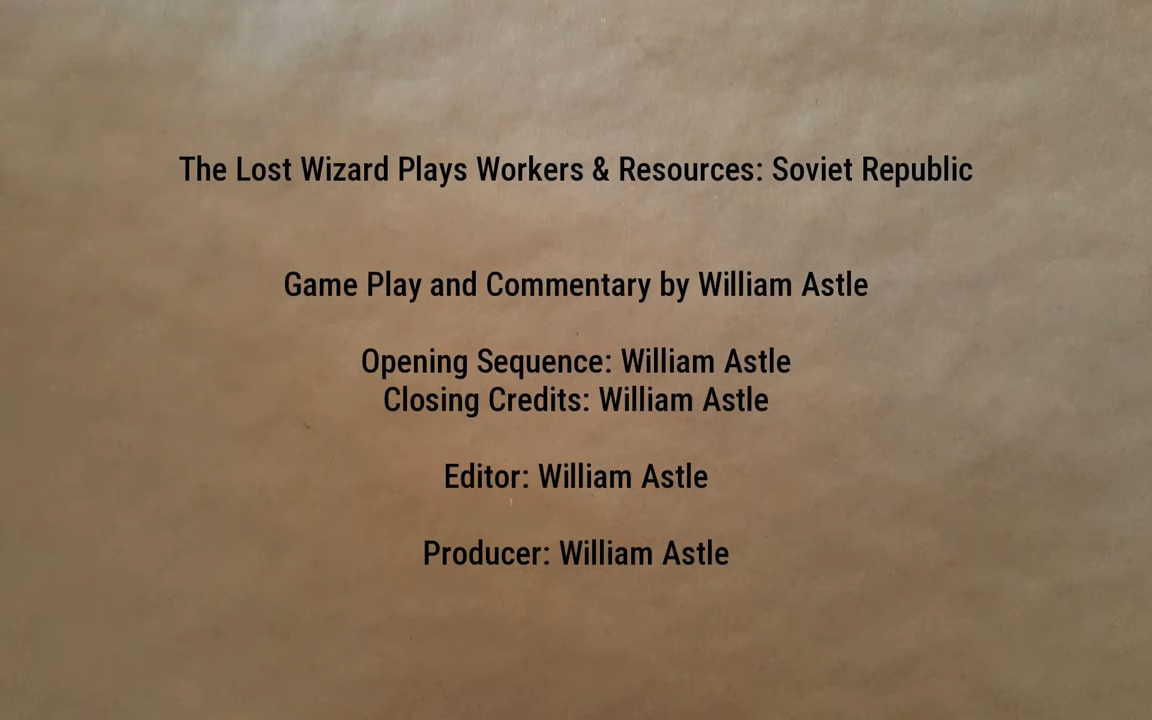 The Lost Wizard Plays Workers & Resources: Soviet Republic
Game Play and Commentary by William Astle
Opening Sequence: William Astle
Closing Credits: William Astle
Editor: William Astle
Producer: William Astle